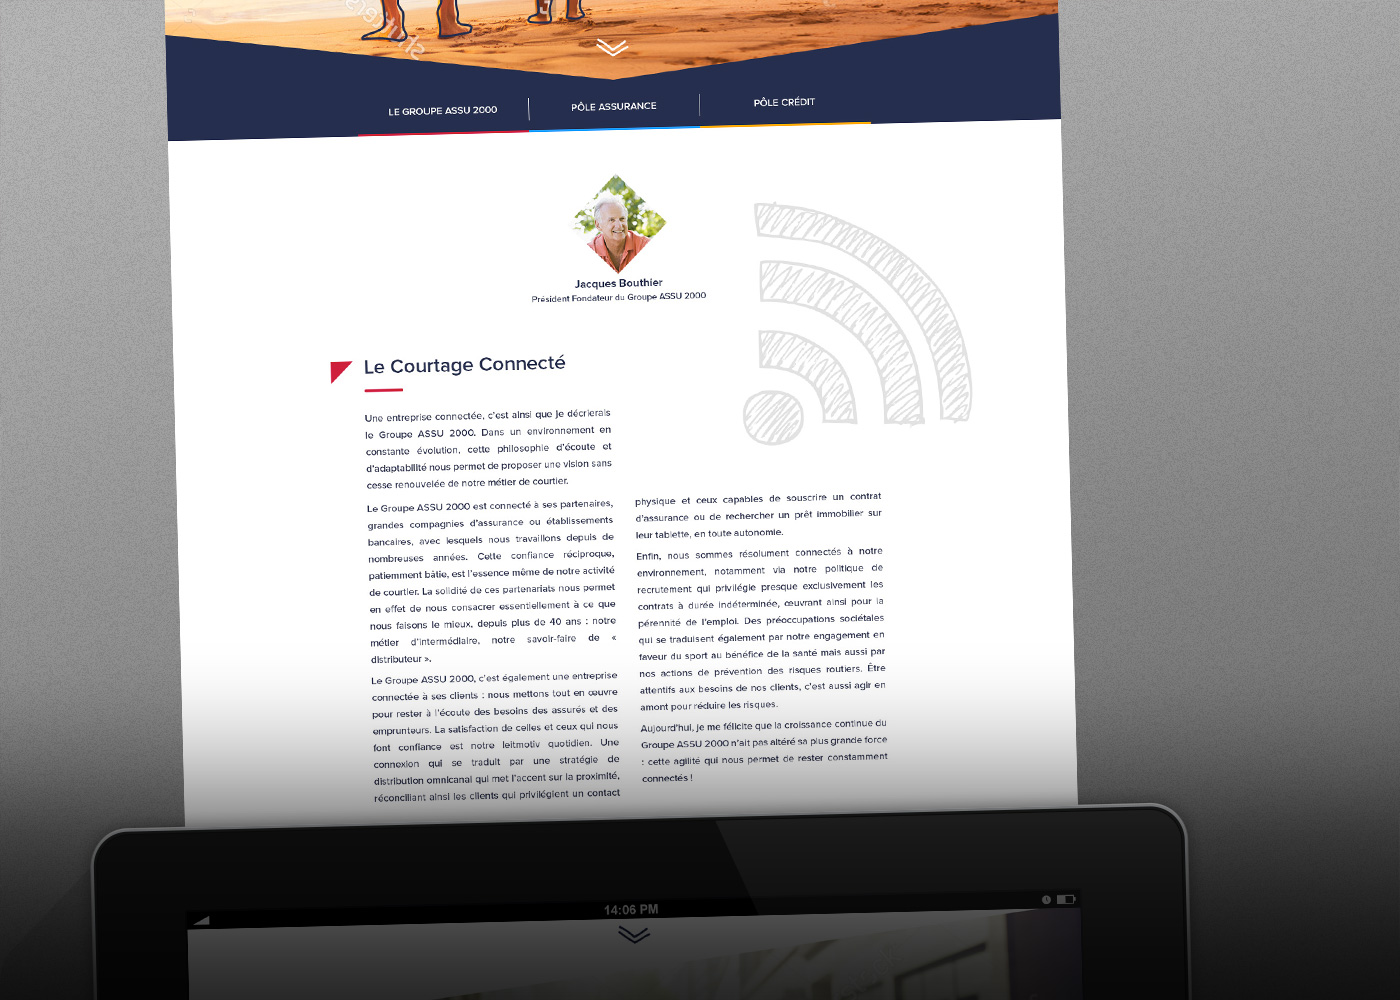 LE GROUPE ASSU 2000
PÔLE ASSURANCE
PÔLE CRÉDIT
Jacques Bouthier
Président Fondateur du Groupe ASSU 2000
Le Courtage Connecté
Une entreprise connectée, c'est ainsi que je décrierais
le Groupe ASSU 2000. Dans un environnement en
constante évolution, cette philosophie d'écoute et
d'adaptabilité nous permet de proposer une vision sans
cesse renouvelée de notre métier de courtier.
Le Groupe ASSU 2000 est connecté à ses partenaires,
grandes compagnies d'assurance ou établissements
bancaires, avec lesquels nous travaillons depuis de
nombreuses années. Cette confiance réciproque,
patiemment bâtie, est l'essence même de notre activité
de courtier. La solidité de ces partenariats nous permet
en effet de nous consacrer essentiellement à ce que
nous faisons le mieux, depuis plus de 40 ans : notre
métier d'intermédiaire, notre savoir-faire de «
distributeur ».
Le Groupe ASSU 2000, c'est également une entreprise
connectée à ses clients : nous mettons tout en œuvre
pour rester à l'écoute des besoins des assurés et des
emprunteurs. La satisfaction de celles et ceux qui nous
font confiance est notre leitmotiv quotidien. Une
connexion qui se traduit par une stratégie de
distribution omnicanal qui met l'accent sur la proximité,
réconciliant ainsi les clients qui privilégient un contact
physique et ceux capables de souscrire un contrat
d'assurance ou de rechercher un prêt immobilier sur
leur tablette, en toute autonomie.
Enfin, nous sommes résolument connectés à notre
environnement, notamment via notre politique de
recrutement qui privilégie presque exclusivement les
contrats à durée indéterminée, œuvrant ainsi pour la
pérennité de l'emploi. Des préoccupations sociétales
qui se traduisent également par notre engagement en
faveur du sport au bénéfice de la santé mais aussi par
nos actions de prévention des risques routiers. Être
attentifs aux besoins de nos clients, c'est aussi agir en
amont pour réduire les risques.
Aujourd'hui, je me félicite que la croissance continue du
Groupe ASSU 2000 n'ait pas altéré sa plus grande force
: cette agilité qui nous permet de rester constamment
connectés !
14:06 PM